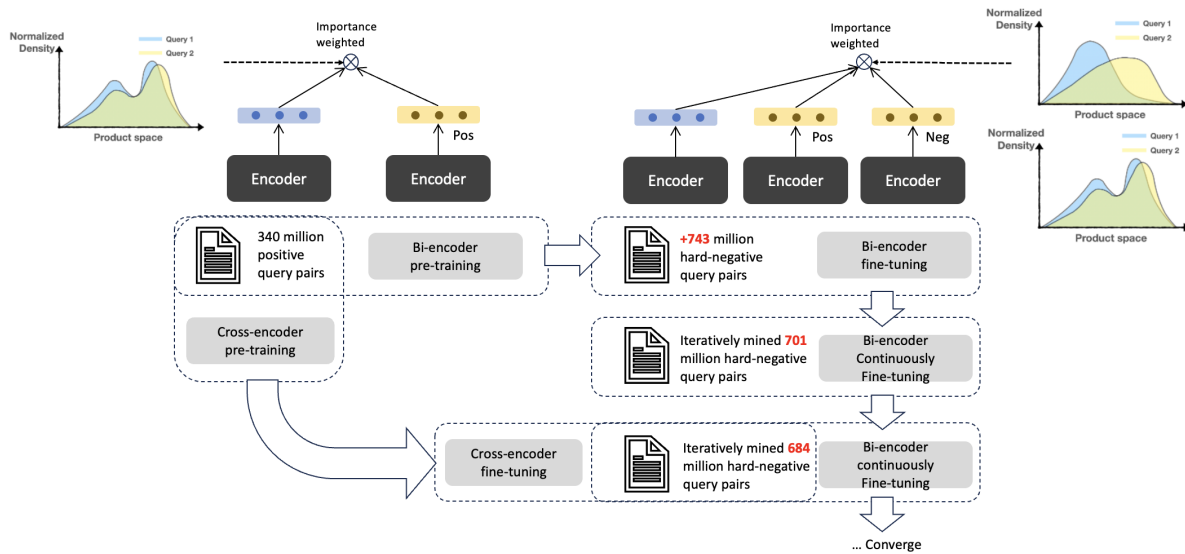 Normalized
Density
Query 1
Query 2
Product space
Importance
weighted
Pos
Encoder
Encoder
Importance
weighted
Pos
Neg
Encoder
Encoder
Encoder
Normalized
Density
Query 1
Query 2
Product space
Normalized
Density
Query 1
Query 2
Product space
340 million
positive
query pairs
Bi-encoder
pre-training
+743 million
hard-negative
query pairs
Bi-encoder
fine-tuning
Cross-encoder
pre-training
Iteratively mined 701
million hard-negative
query pairs
Bi-encoder
Continuously
Fine-tuning
Cross-encoder
fine-tuning
Iteratively mined 684
million hard-negative
query pairs
Bi-encoder
continuously
Fine-tuning
... Converge